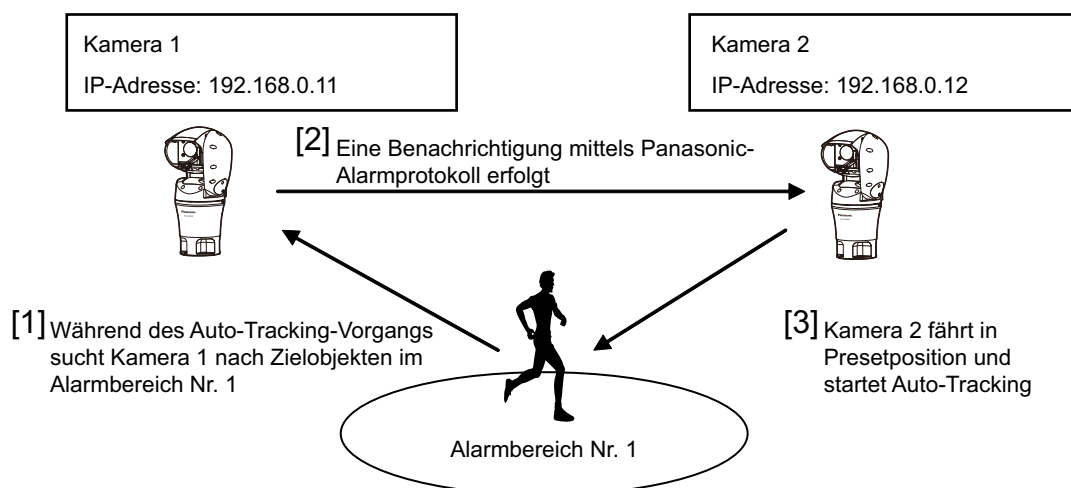 Kamera 1
IP-Adresse: 192.168.0.11
Kamera 2
IP-Adresse: 192.168.0.12
[2] Eine Benachrichtigung mittels Panasonic-
Alarmprotokoll erfolgt
Panasonic
Panasonic
[1] Während des Auto-Tracking-Vorgangs
sucht Kamera 1 nach Zielobjekten im
Alarmbereich Nr. 1
[3] Kamera 2 fährt in
Presetposition und
startet Auto-Tracking
Alarmbereich Nr. 1